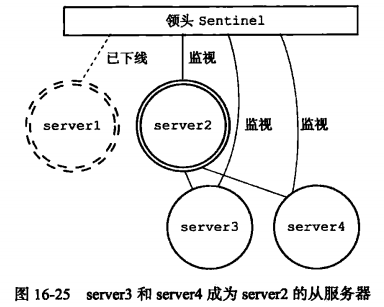 领头 Sentinel
已下线
监视
server1
server2
监视
监视
server3
server4
图 16-25 server3 和 server4 成为 server2 的从服务器